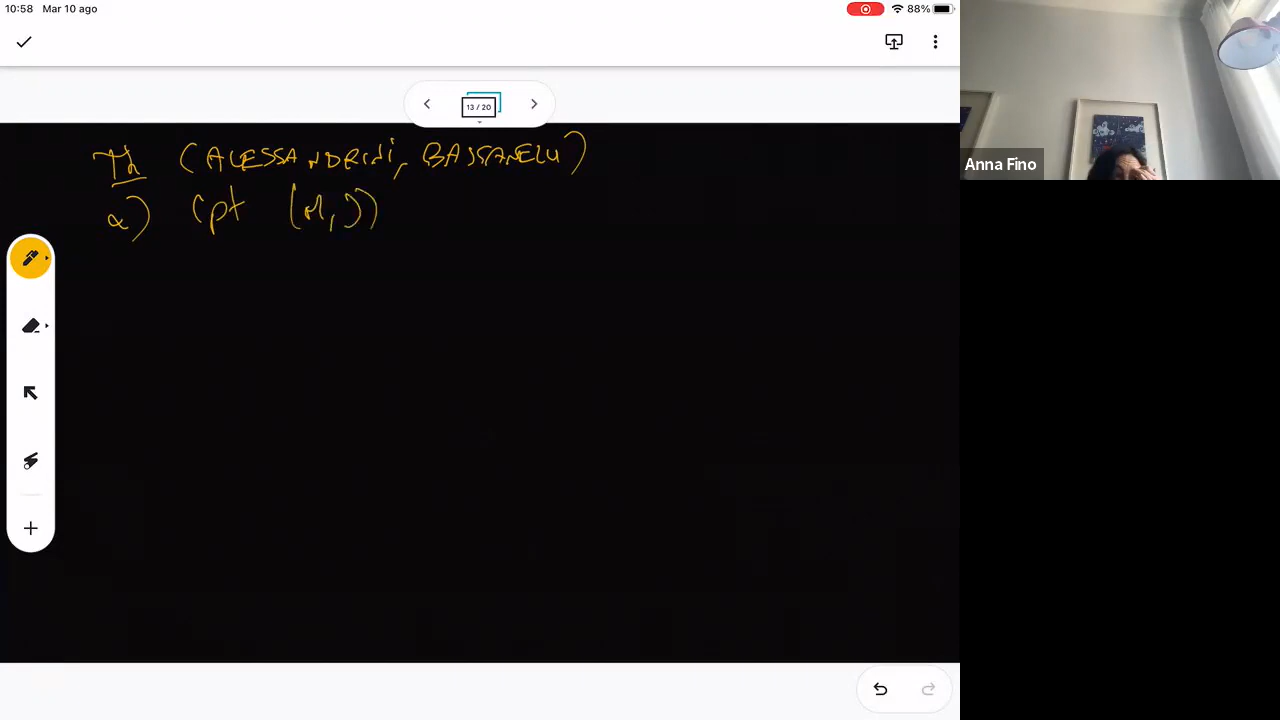 10:58 Mar 10 ago
88%
13 / 20
Th (ALESSANDRINI, BASSANELLI)
a) Cpt (M, J)
Anna Fino